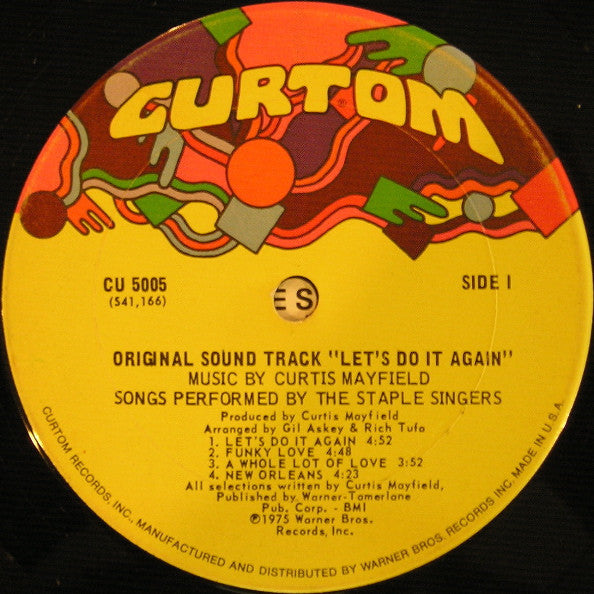 CURTOM
®
CU 5005
(S41,166)
SIDE 1
E S
ORIGINAL SOUND TRACK "LET'S DO IT AGAIN"
MUSIC BY CURTIS MAYFIELD
SONGS PERFORMED BY THE STAPLE SINGERS
Produced by Curtis Mayfield
Arranged by Gil Askey & Rich Tufo
1. LET'S DO IT AGAIN 4:52
2. FUNKY LOVE 4:48
3. A WHOLE LOT OF LOVE 3:52
4. NEW ORLEANS 4:23
All selections written by Curtis Mayfield,
Published by Warner-Tamerlane
Pub. Corp. - BMI
℗1975 Warner Bros.
Records, Inc.
CURTOM RECORDS, INC., MANUFACTURED AND DISTRIBUTED BY WARNER BROS. RECORDS INC. MADE IN U.S.A.